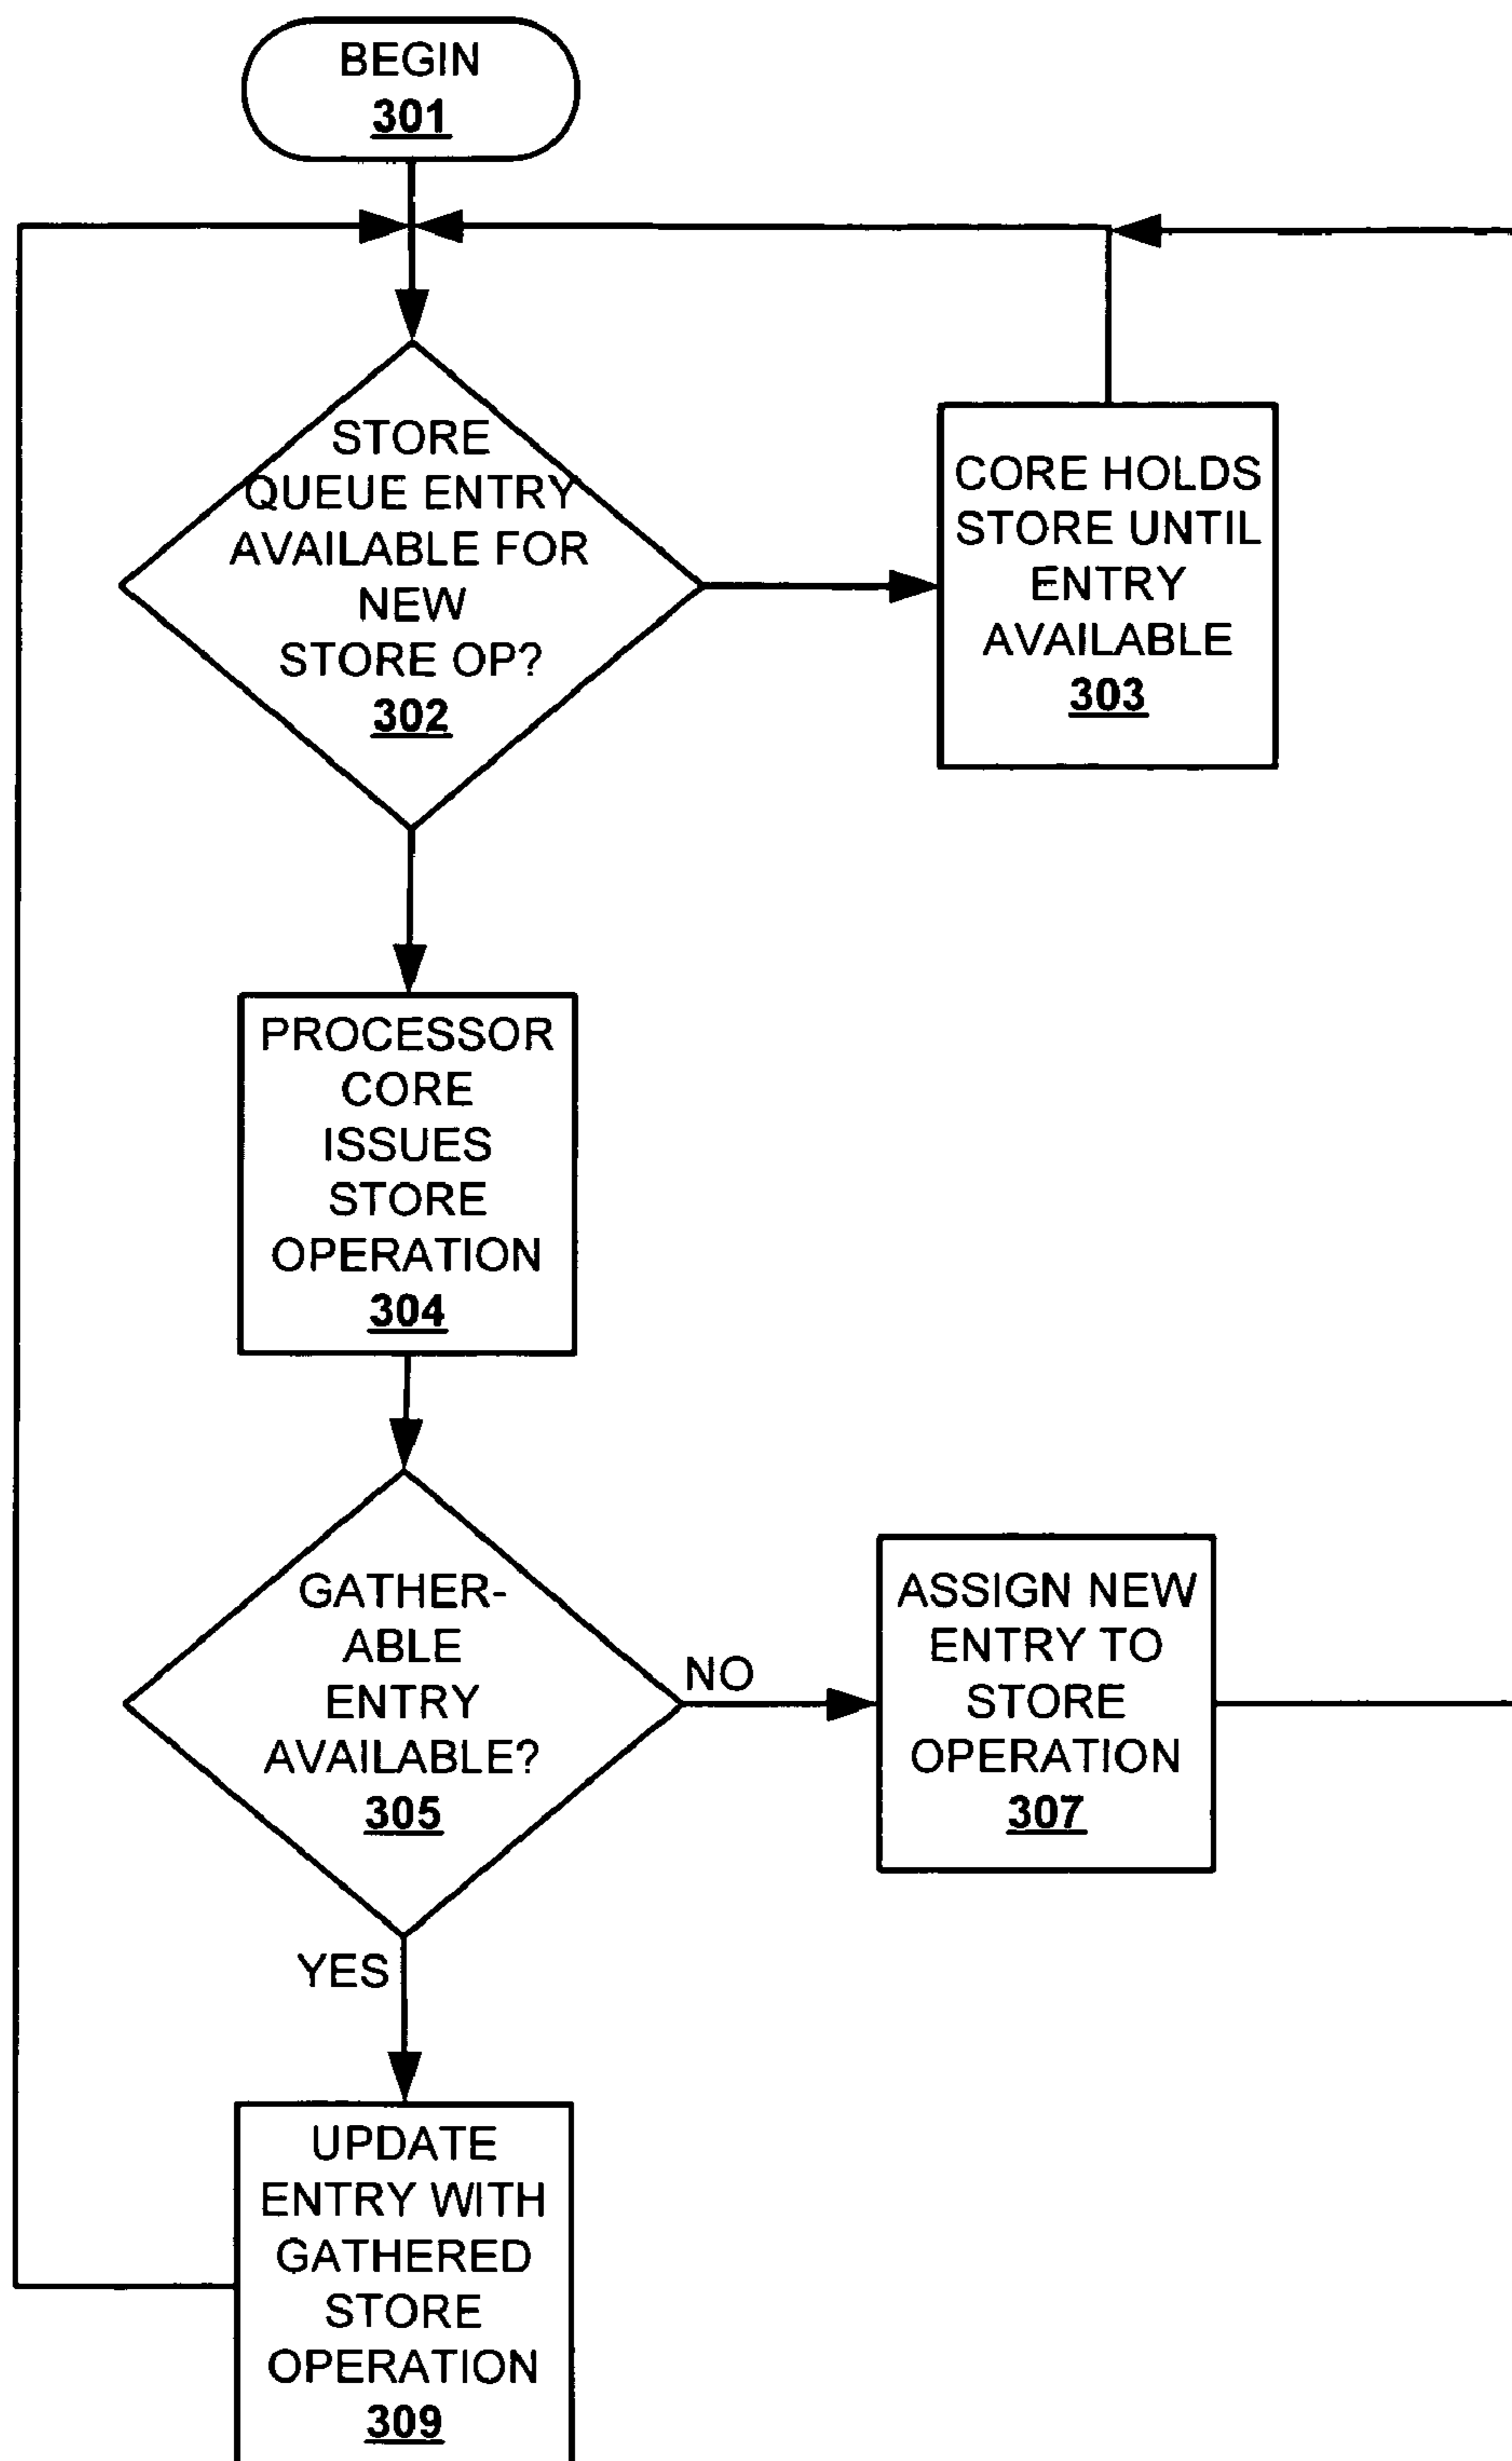 BEGIN
301
STORE
QUEUE ENTRY
AVAILABLE FOR
NEW
STORE OP?
302
CORE HOLDS
STORE UNTIL
ENTRY
AVAILABLE
303
PROCESSOR
CORE
ISSUES
STORE
OPERATION
304
GATHER-
ABLE
ENTRY
AVAILABLE?
305
NO
ASSIGN NEW
ENTRY TO
STORE
OPERATION
307
YES
UPDATE
ENTRY WITH
GATHERED
STORE
OPERATION
309